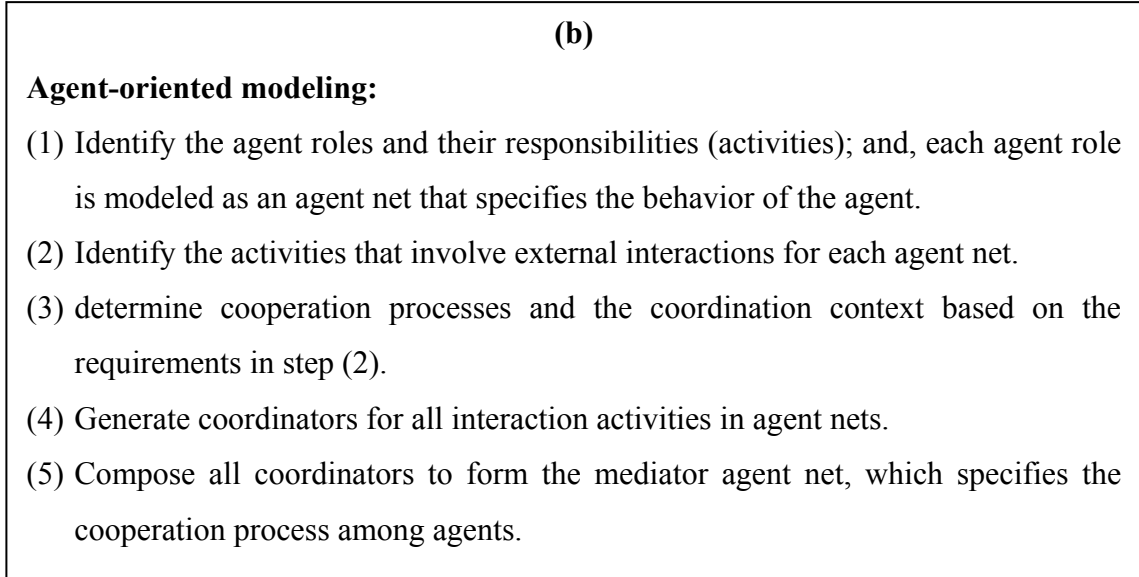 (b)
Agent-oriented modeling:
(1) Identify the agent roles and their responsibilities (activities); and, each agent role
is modeled as an agent net that specifies the behavior of the agent.
(2) Identify the activities that involve external interactions for each agent net.
(3) determine cooperation processes and the coordination context based on the
requirements in step (2).
(4) Generate coordinators for all interaction activities in agent nets.
(5) Compose all coordinators to form the mediator agent net, which specifies the
cooperation process among agents.